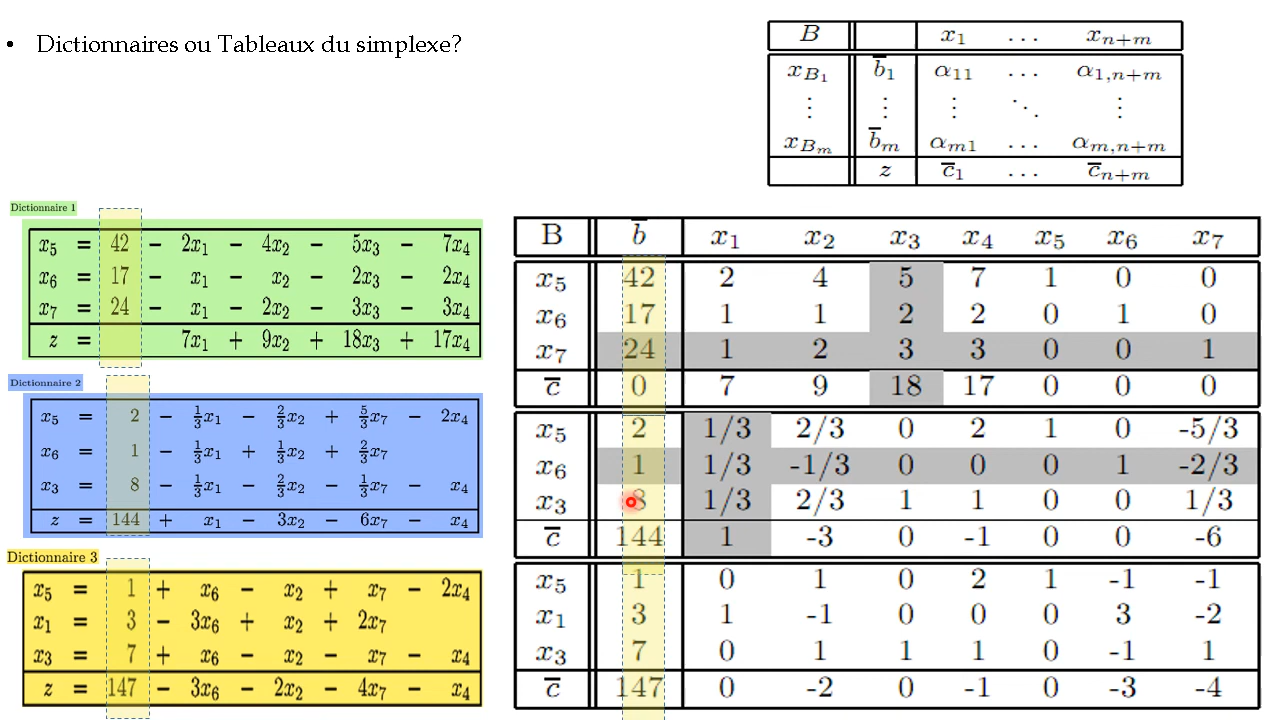 • Dictionnaires ou Tableaux du simplexe?
B x₁ … xₙ₊ₘ
x_B₁ b̅₁ α₁₁ … α₁,ₙ₊ₘ
⋮ ⋮ ⋮ ⋱ ⋮
x_Bₘ b̅ₘ αₘ₁ … αₘ,ₙ₊ₘ
z c̅₁ … c̅ₙ₊ₘ
Dictionnaire 1
x₅ = 42 − 2x₁ − 4x₂ − 5x₃ − 7x₄
x₆ = 17 − x₁ − x₂ − 2x₃ − 2x₄
x₇ = 24 − x₁ − 2x₂ − 3x₃ − 3x₄
z = 7x₁ + 9x₂ + 18x₃ + 17x₄
Dictionnaire 2
x₅ = 2 − 1/3x₁ − 2/3x₂ + 5/3x₇ − 2x₄
x₆ = 1 − 1/3x₁ + 1/3x₂ + 2/3x₇
x₃ = 8 − 1/3x₁ − 2/3x₂ − 1/3x₇ − x₄
z = 144 + x₁ − 3x₂ − 6x₇ − x₄
Dictionnaire 3
x₅ = 1 + x₆ − x₂ + x₇ − 2x₄
x₁ = 3 − 3x₆ + x₂ + 2x₇
x₃ = 7 + x₆ − x₂ − x₇ − x₄
z = 147 − 3x₆ − 2x₂ − 4x₇ − x₄
B b̅ x₁ x₂ x₃ x₄ x₅ x₆ x₇
x₅ 42 2 4 5 7 1 0 0
x₆ 17 1 1 2 2 0 1 0
x₇ 24 1 2 3 3 0 0 1
c̅ 0 7 9 18 17 0 0 0
x₅ 2 1/3 2/3 0 2 1 0 -5/3
x₆ 1 1/3 -1/3 0 0 0 1 -2/3
x₃ 8 1/3 2/3 1 1 0 0 1/3
c̅ 144 1 -3 0 -1 0 0 -6
x₅ 1 0 1 0 2 1 -1 -1
x₁ 3 1 -1 0 0 0 3 -2
x₃ 7 0 1 1 1 0 -1 1
c̅ 147 0 -2 0 -1 0 -3 -4